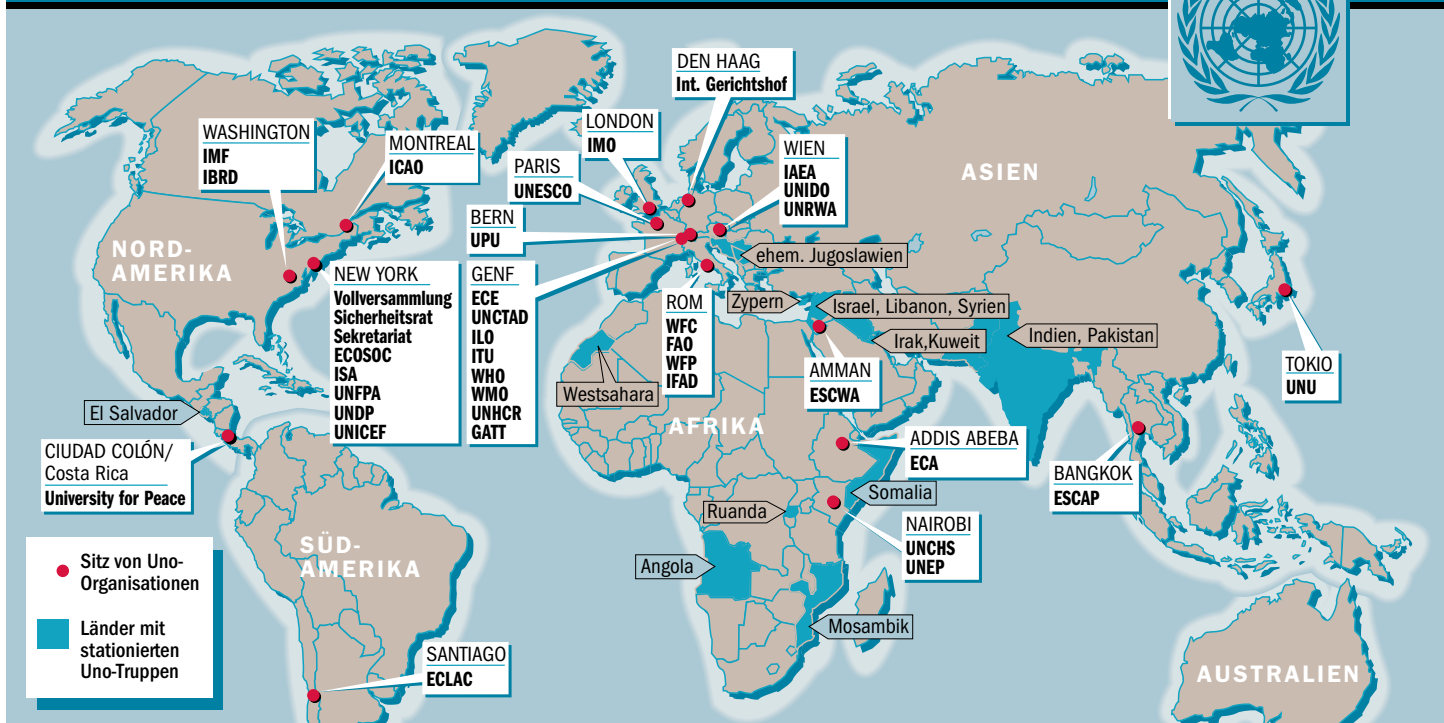 DEN HAAG
Int. Gerichtshof
WASHINGTON
IMF
IBRD
MONTREAL
ICAO
LONDON
IMO
PARIS
UNESCO
WIEN
IAEA
UNIDO
UNRWA
ASIEN
BERN
UPU
NORD-
AMERIKA
ehem. Jugoslawien
NEW YORK
Vollversammlung
Sicherheitsrat
Sekretariat
ECOSOC
ISA
UNFPA
UNDP
UNICEF
GENF
ECE
UNCTAD
ILO
ITU
WHO
WMO
UNHCR
GATT
ROM
WFC
FAO
WFP
IFAD
Zypern
Israel, Libanon, Syrien
Irak,Kuweit
Indien, Pakistan
AMMAN
ESCWA
TOKIO
UNU
Westsahara
El Salvador
AFRIKA
CIUDAD COLÓN/
Costa Rica
University for Peace
ADDIS ABEBA
ECA
BANGKOK
ESCAP
Somalia
Ruanda
NAIROBI
UNCHS
UNEP
SÜD-
AMERIKA
Angola
Mosambik
Sitz von Uno-
Organisationen
Länder mit
stationierten
Uno-Truppen
SANTIAGO
ECLAC
AUSTRALIEN